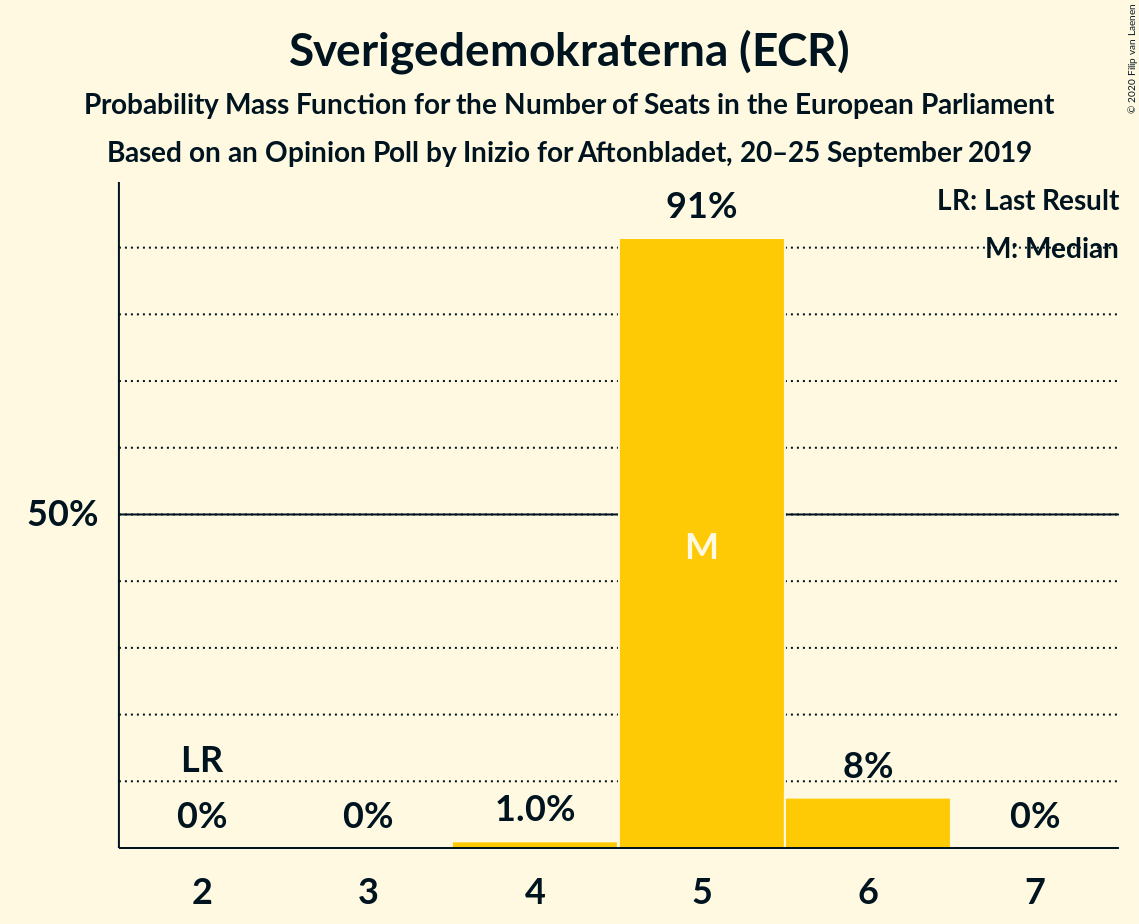 Sverigedemokraterna (ECR)
Probability Mass Function for the Number of Seats in the European Parliament
Based on an Opinion Poll by Inizio for Aftonbladet, 20–25 September 2019
© 2020 Filip van Laenen
LR: Last Result
M: Median
91%
50%
M
LR
0%
0%
1.0%
8%
0%
2
3
4
5
6
7